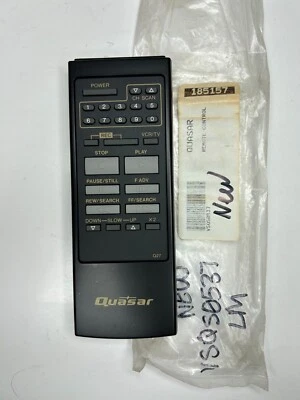 POWER
CH SCAN
1 2 3 4 5
6 7 8 9 0
REC
VCR/TV
STOP PLAY
PAUSE/STILL F.ADV
REW/SEARCH FF/SEARCH
DOWN—SLOW—UP x2
Quasar
185157
QUASAR
REMOTE CONTROL
New
NEW
VSQS0537
LM